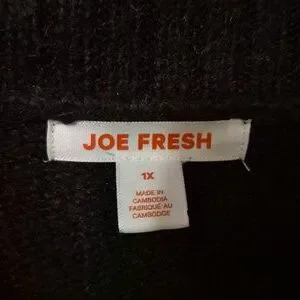 JOE FRESH
1X
MADE IN
CAMBODIA
FABRIQUÉ AU
CAMBODGE